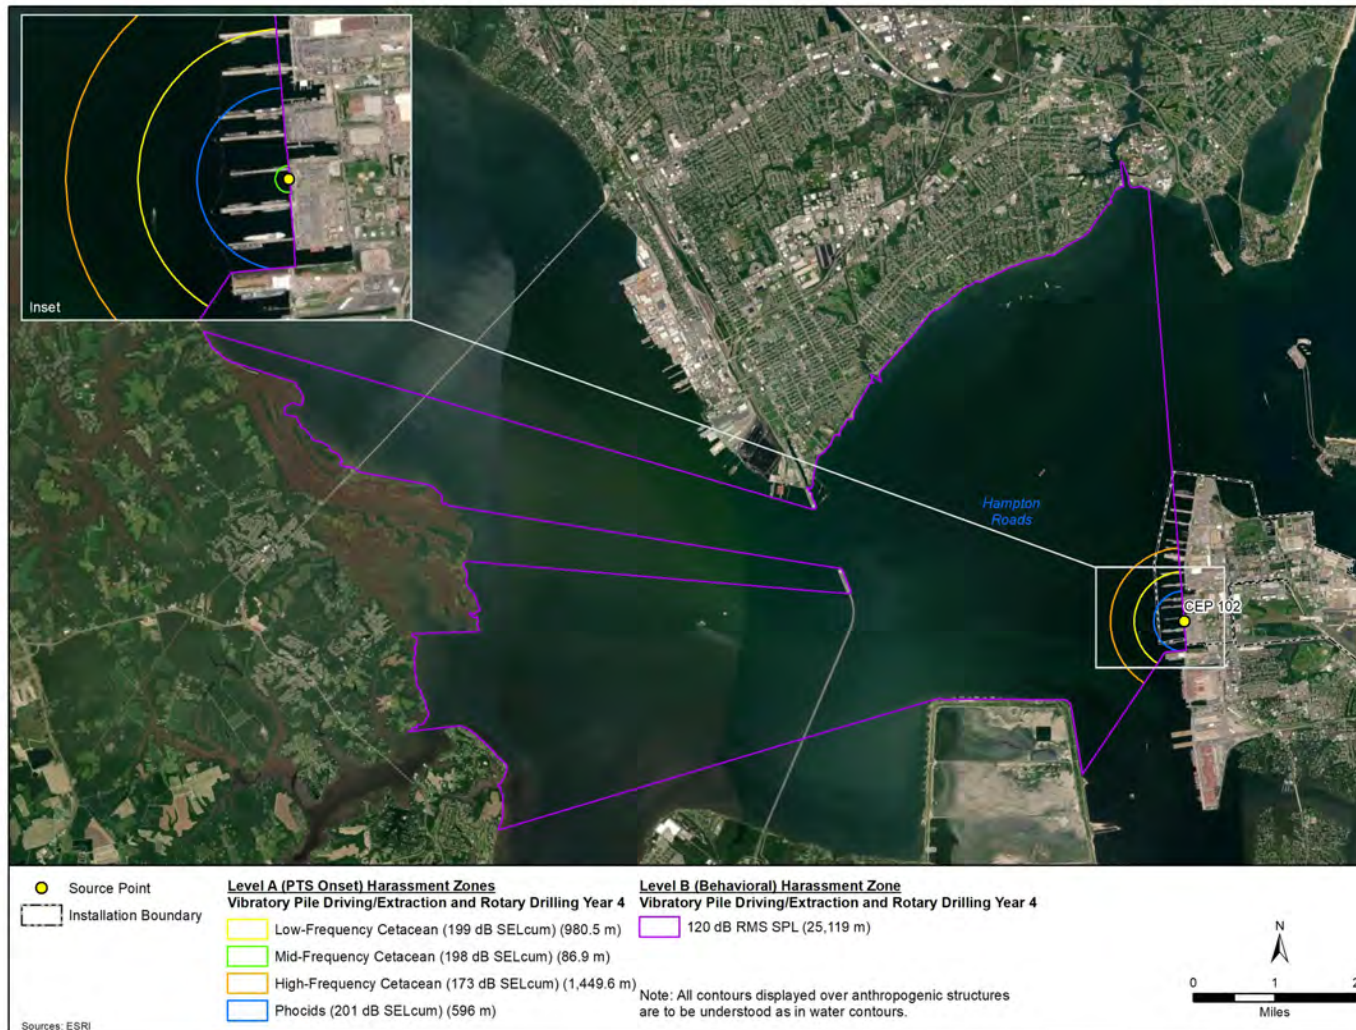 Inset
Hampton
Roads
CEP 102
Source Point
Installation Boundary
Level A (PTS Onset) Harassment Zones
Vibratory Pile Driving/Extraction and Rotary Drilling Year 4
Low-Frequency Cetacean (199 dB SELcum) (980.5 m)
Mid-Frequency Cetacean (198 dB SELcum) (86.9 m)
High-Frequency Cetacean (173 dB SELcum) (1,449.6 m)
Phocids (201 dB SELcum) (596 m)
Level B (Behavioral) Harassment Zone
Vibratory Pile Driving/Extraction and Rotary Drilling Year 4
120 dB RMS SPL (25,119 m)
Note: All contours displayed over anthropogenic structures
are to be understood as in water contours.
N
0 1 2
Miles
Sources: ESRI